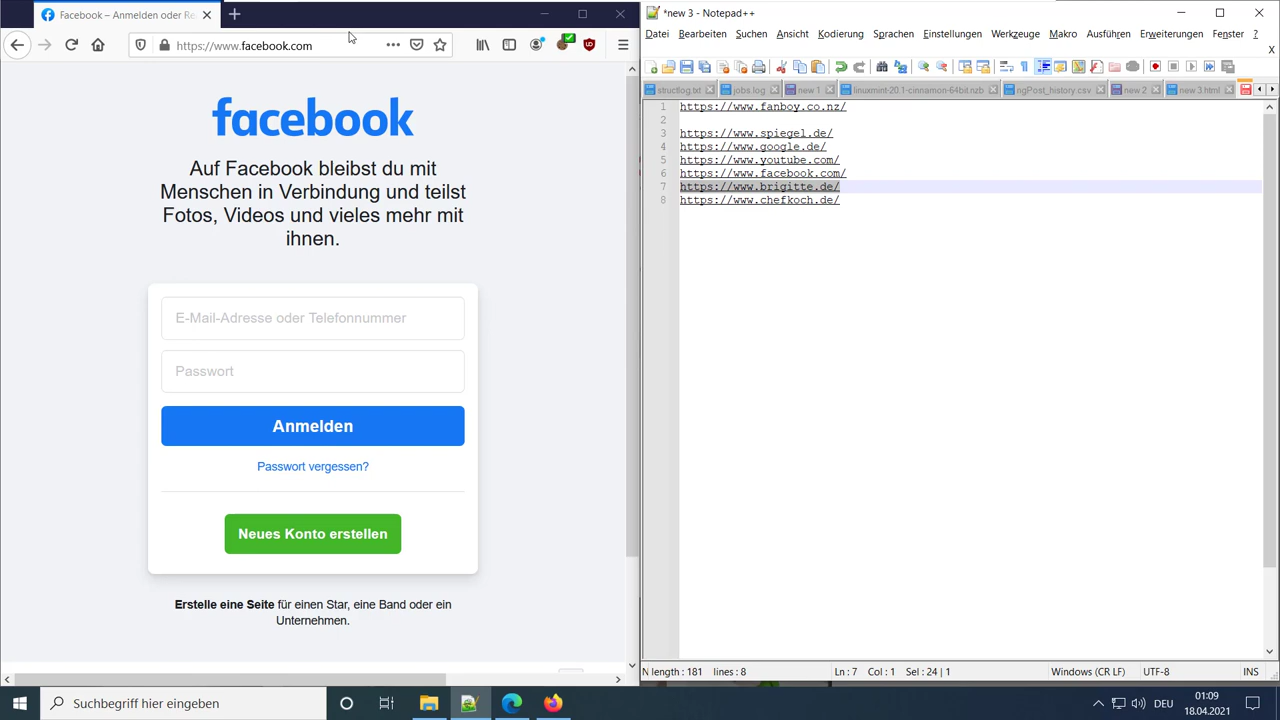 Facebook – Anmelden oder Re
https://www.facebook.com
facebook
Auf Facebook bleibst du mit
Menschen in Verbindung und teilst
Fotos, Videos und vieles mehr mit
ihnen.
E-Mail-Adresse oder Telefonnummer
Passwort
Anmelden
Passwort vergessen?
Neues Konto erstellen
Erstelle eine Seite für einen Star, eine Band oder ein
Unternehmen.
*new 3 - Notepad++
Datei Bearbeiten Suchen Ansicht Kodierung Sprachen Einstellungen Werkzeuge Makro Ausführen Erweiterungen Fenster ?
X
structlog.txt jobs.log new 1 linuxmint-20.1-cinnamon-64bit.nzb ngPost_history.csv new 2 new 3.html
1 https://www.fanboy.co.nz/
2
3 https://www.spiegel.de/
4 https://www.google.de/
5 https://www.youtube.com/
6 https://www.facebook.com/
7 https://www.brigitte.de/
8 https://www.chefkoch.de/
N length : 181 lines : 8 Ln : 7 Col : 1 Sel : 24 | 1 Windows (CR LF) UTF-8 INS
Suchbegriff hier eingeben
DEU
01:09
18.04.2021